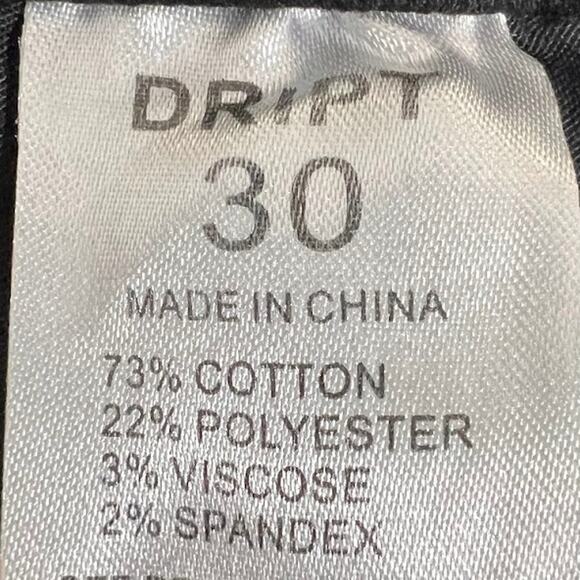 DRIPT
30
MADE IN CHINA
73% COTTON
22% POLYESTER
3% VISCOSE
2% SPANDEX